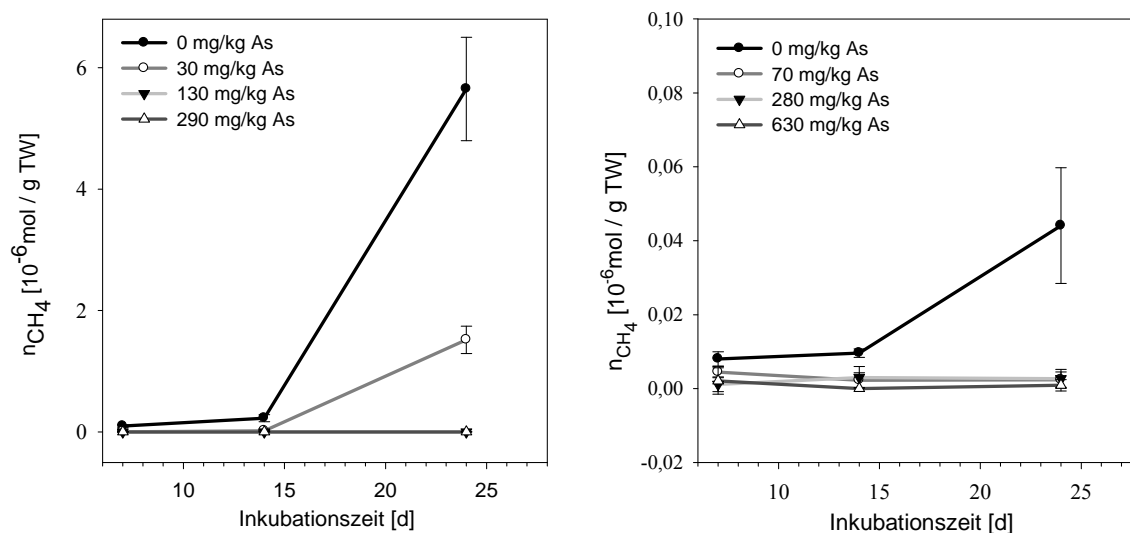 0 mg/kg As
30 mg/kg As
130 mg/kg As
290 mg/kg As
6
4
2
0
10
15
20
25
nCH4 [10-6mol / g TW]
Inkubationszeit [d]
0 mg/kg As
70 mg/kg As
280 mg/kg As
630 mg/kg As
0,10
0,08
0,06
0,04
0,02
0,00
-0,02
10
15
20
25
nCH4 [10-6mol / g TW]
Inkubationszeit [d]